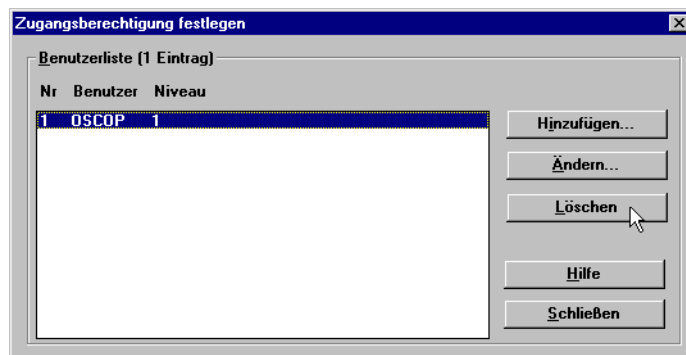 Zugangsberechtigung festlegen
Benutzerliste (1 Eintrag)
Nr Benutzer Niveau
1 OSCOP 1
Hinzufügen...
Ändern...
Löschen
Hilfe
Schließen